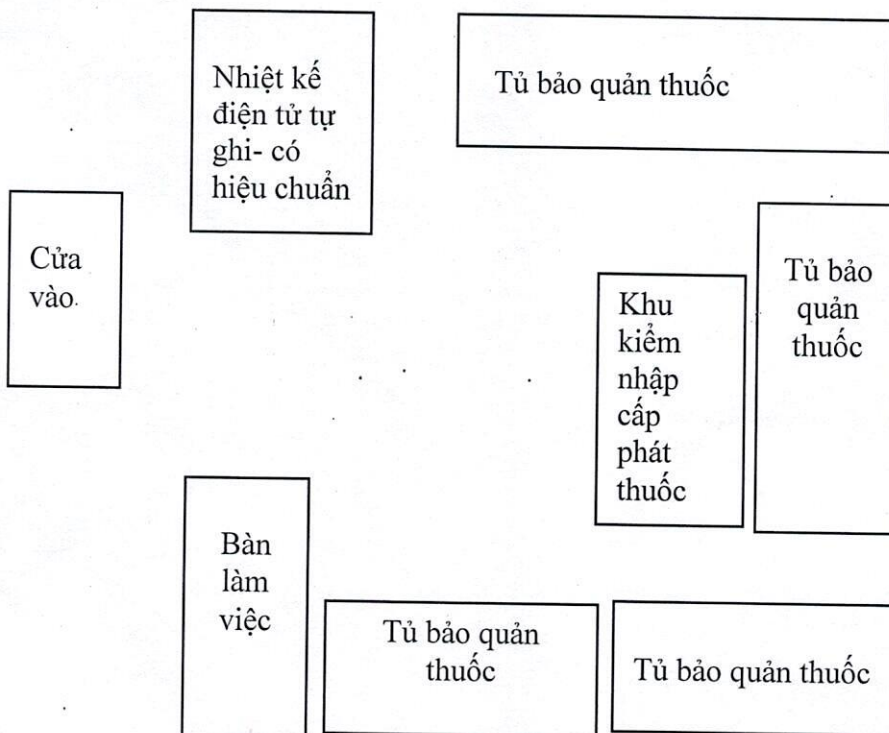 Nhiệt kế
điện tử tự
ghi- có
hiệu chuẩn
Tủ bảo quản thuốc
Cửa
vào
Khu
kiểm
nhập
cấp
phát
thuốc
Tủ bảo
quản
thuốc
Bàn
làm
việc
Tủ bảo quản
thuốc
Tủ bảo quản thuốc